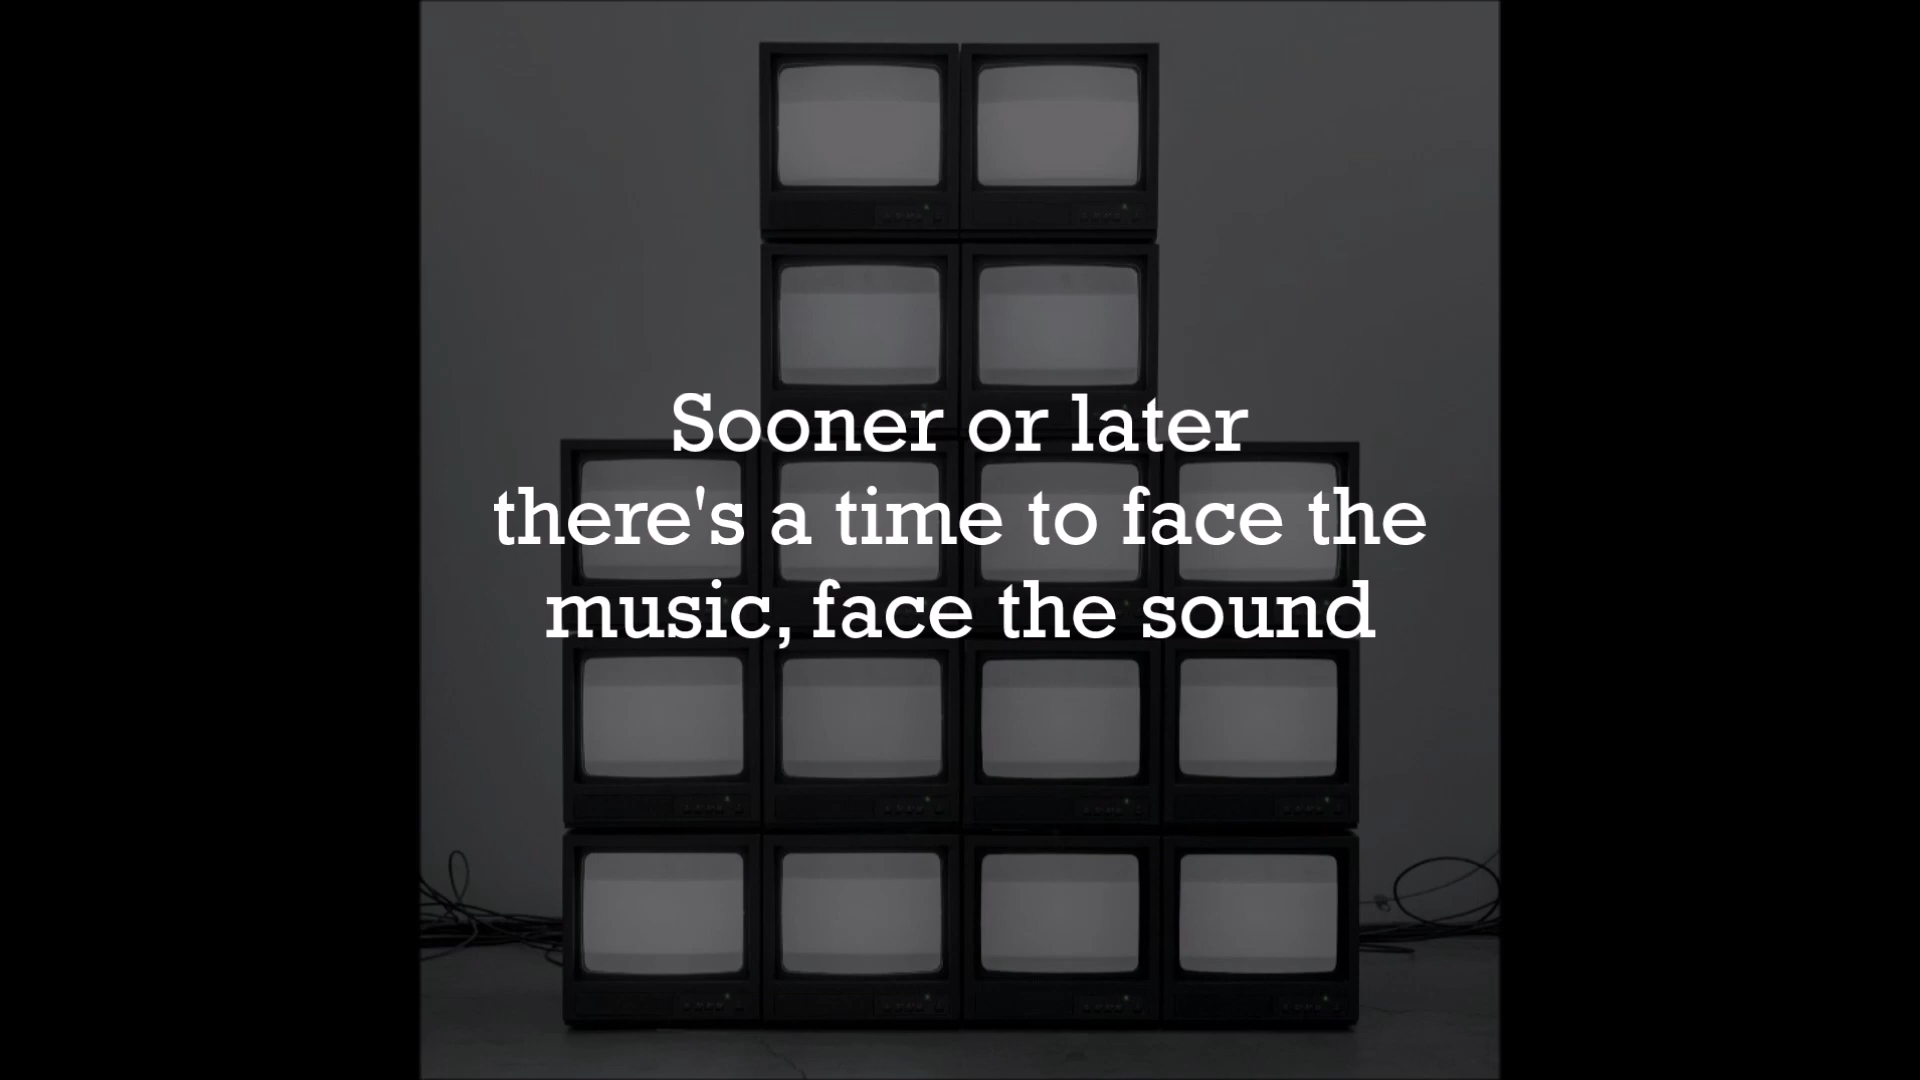 Sooner or later
there's a time to face the
music, face the sound